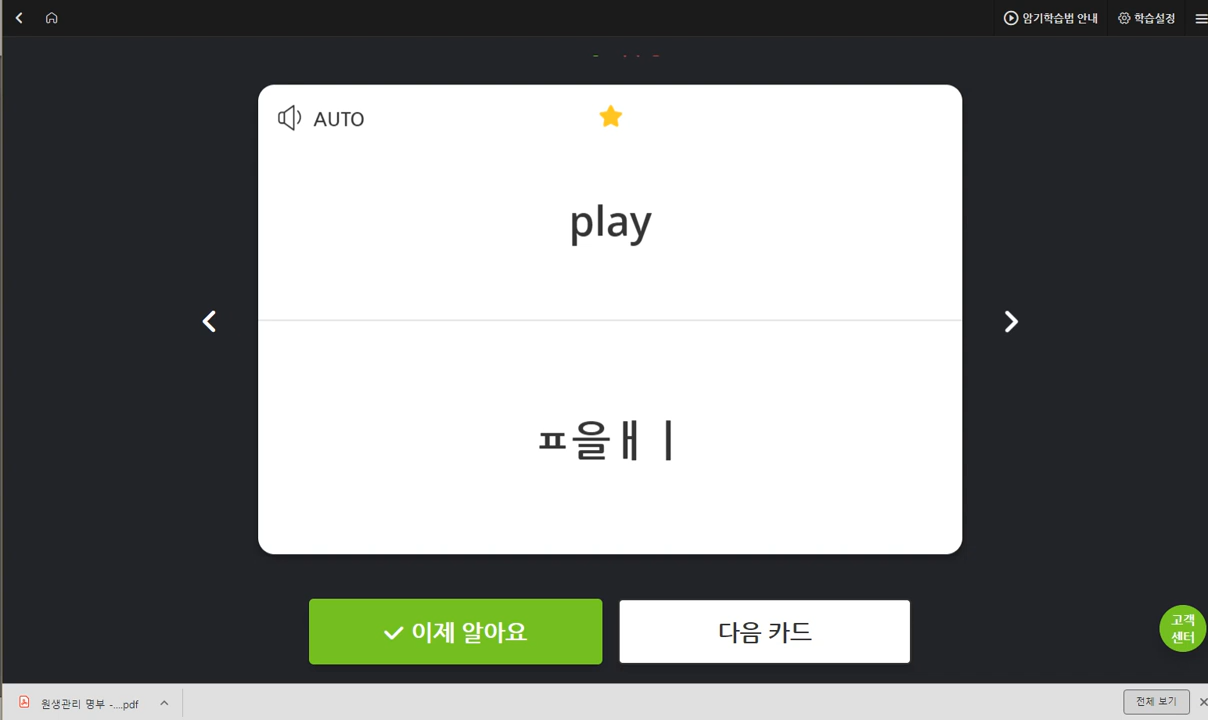 암기학습법 안내
학습설정
AUTO
play
ㅍ을ㅐㅣ
이제 알아요
다음 카드
고객
센터
원생관리 명부 -....pdf
전체 보기